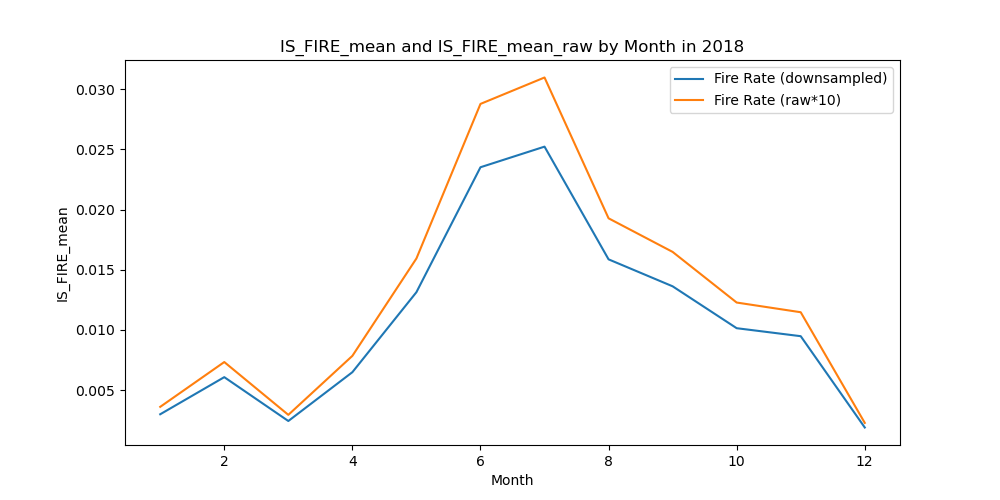 IS_FIRE_mean and IS_FIRE_mean_raw by Month in 2018
Fire Rate (downsampled)
Fire Rate (raw*10)
IS_FIRE_mean
0.030
0.025
0.020
0.015
0.010
0.005
2 4 6 8 10 12
Month